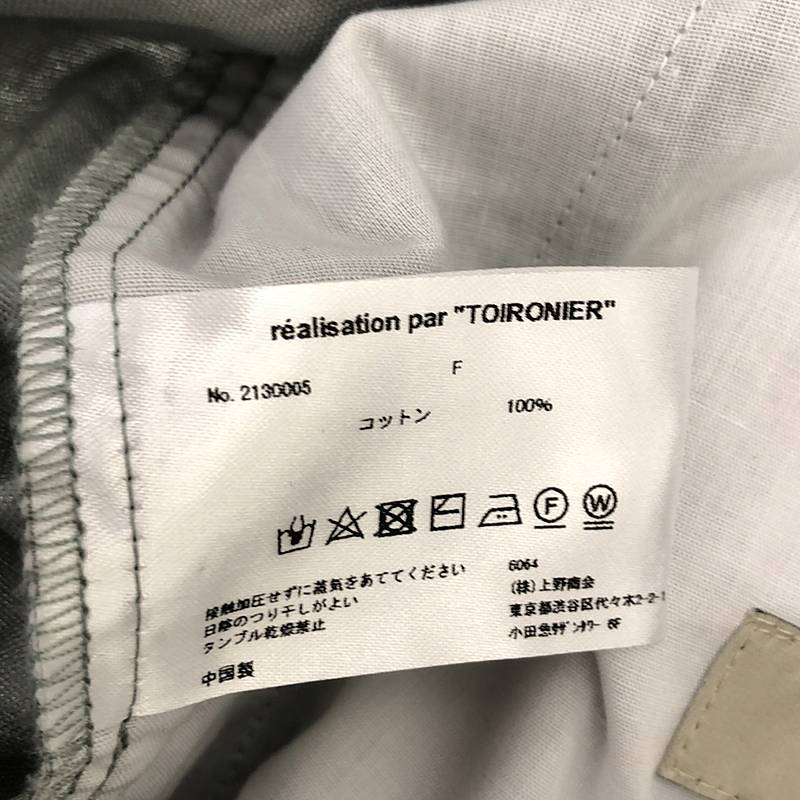 réalisation par "TOIRONIER"
No. 2130005 F
コットン 100%
F W
接触加圧せずに蒸気をあててください
日陰のつり干しがよい
タンブル乾燥禁止
中国製
6064
(株)上野商会
東京都渋谷区代々木2-2-1
小田急ｻｻﾞﾝﾀﾜｰ 6F